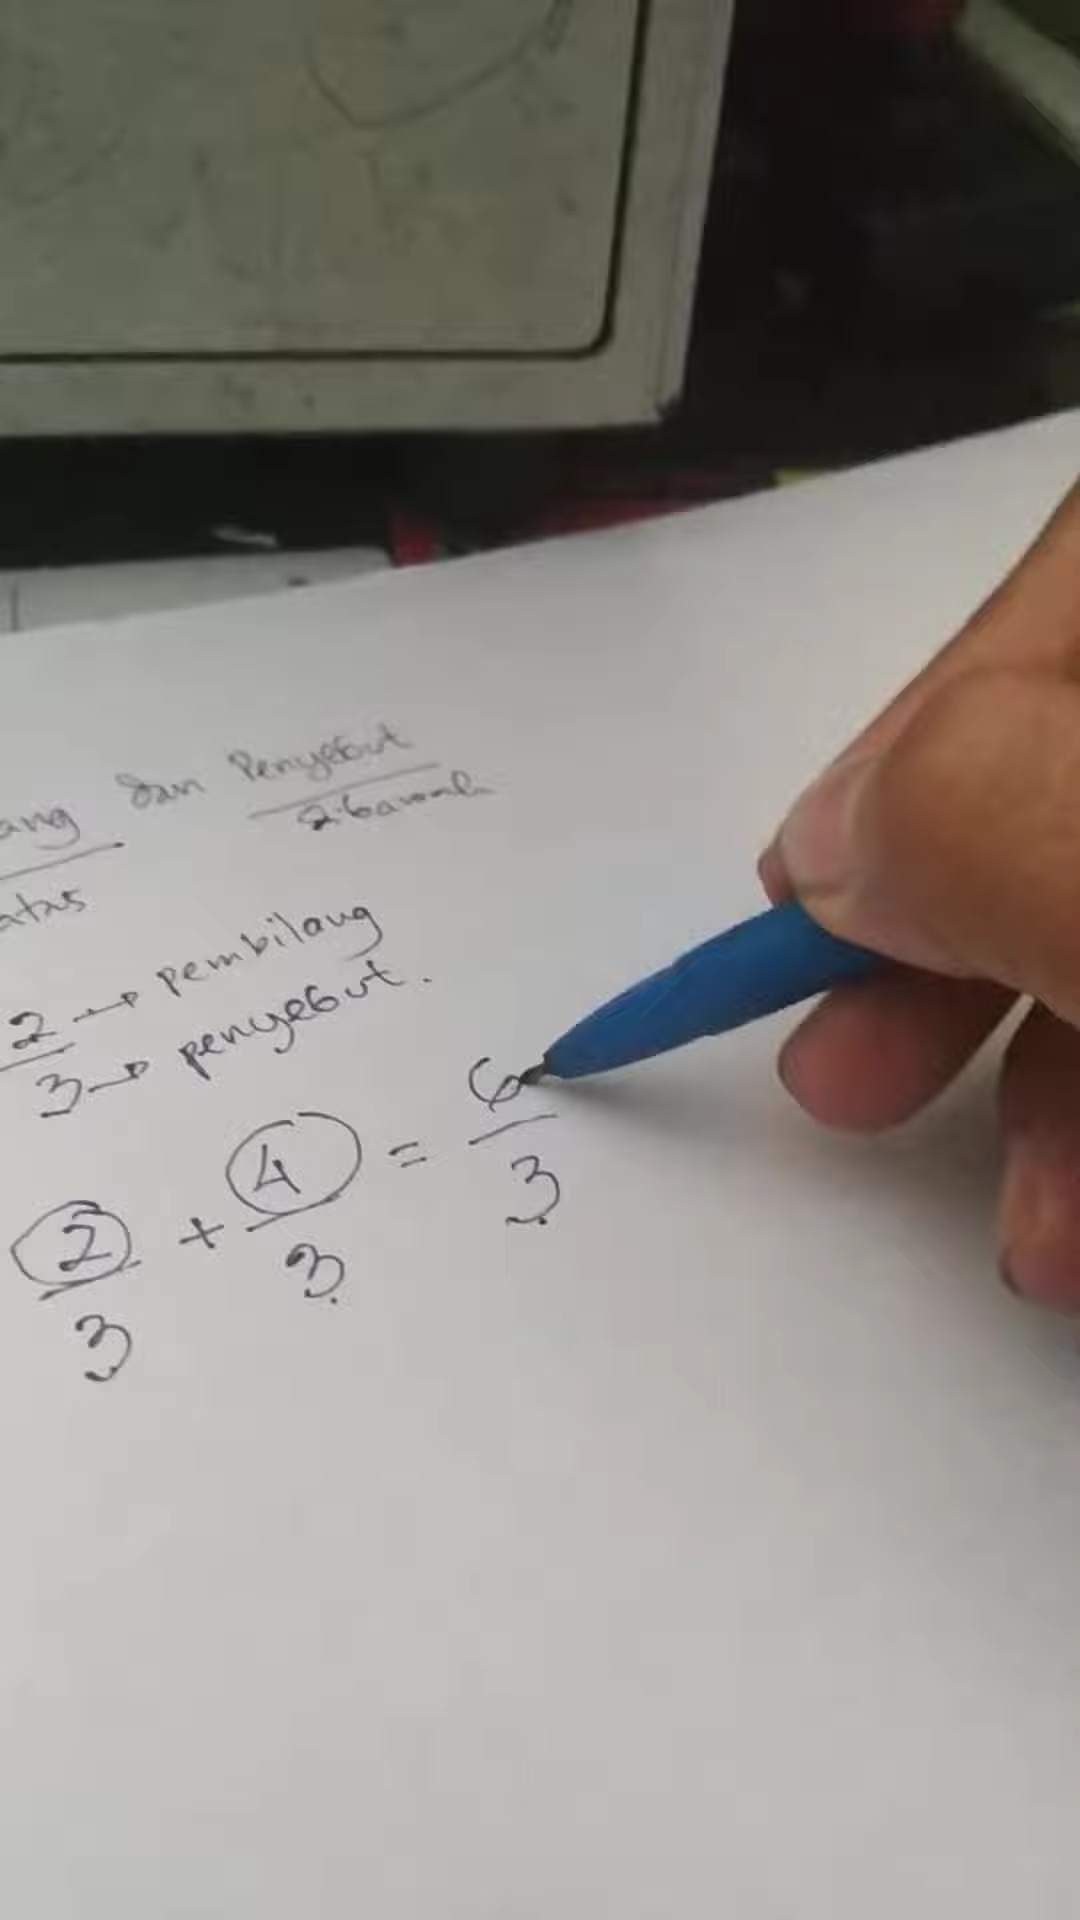 ang dan Penyebut
atas dibawah
2 → pembilang
3 → penyebut.
2/3 + 4/3 = 6/3